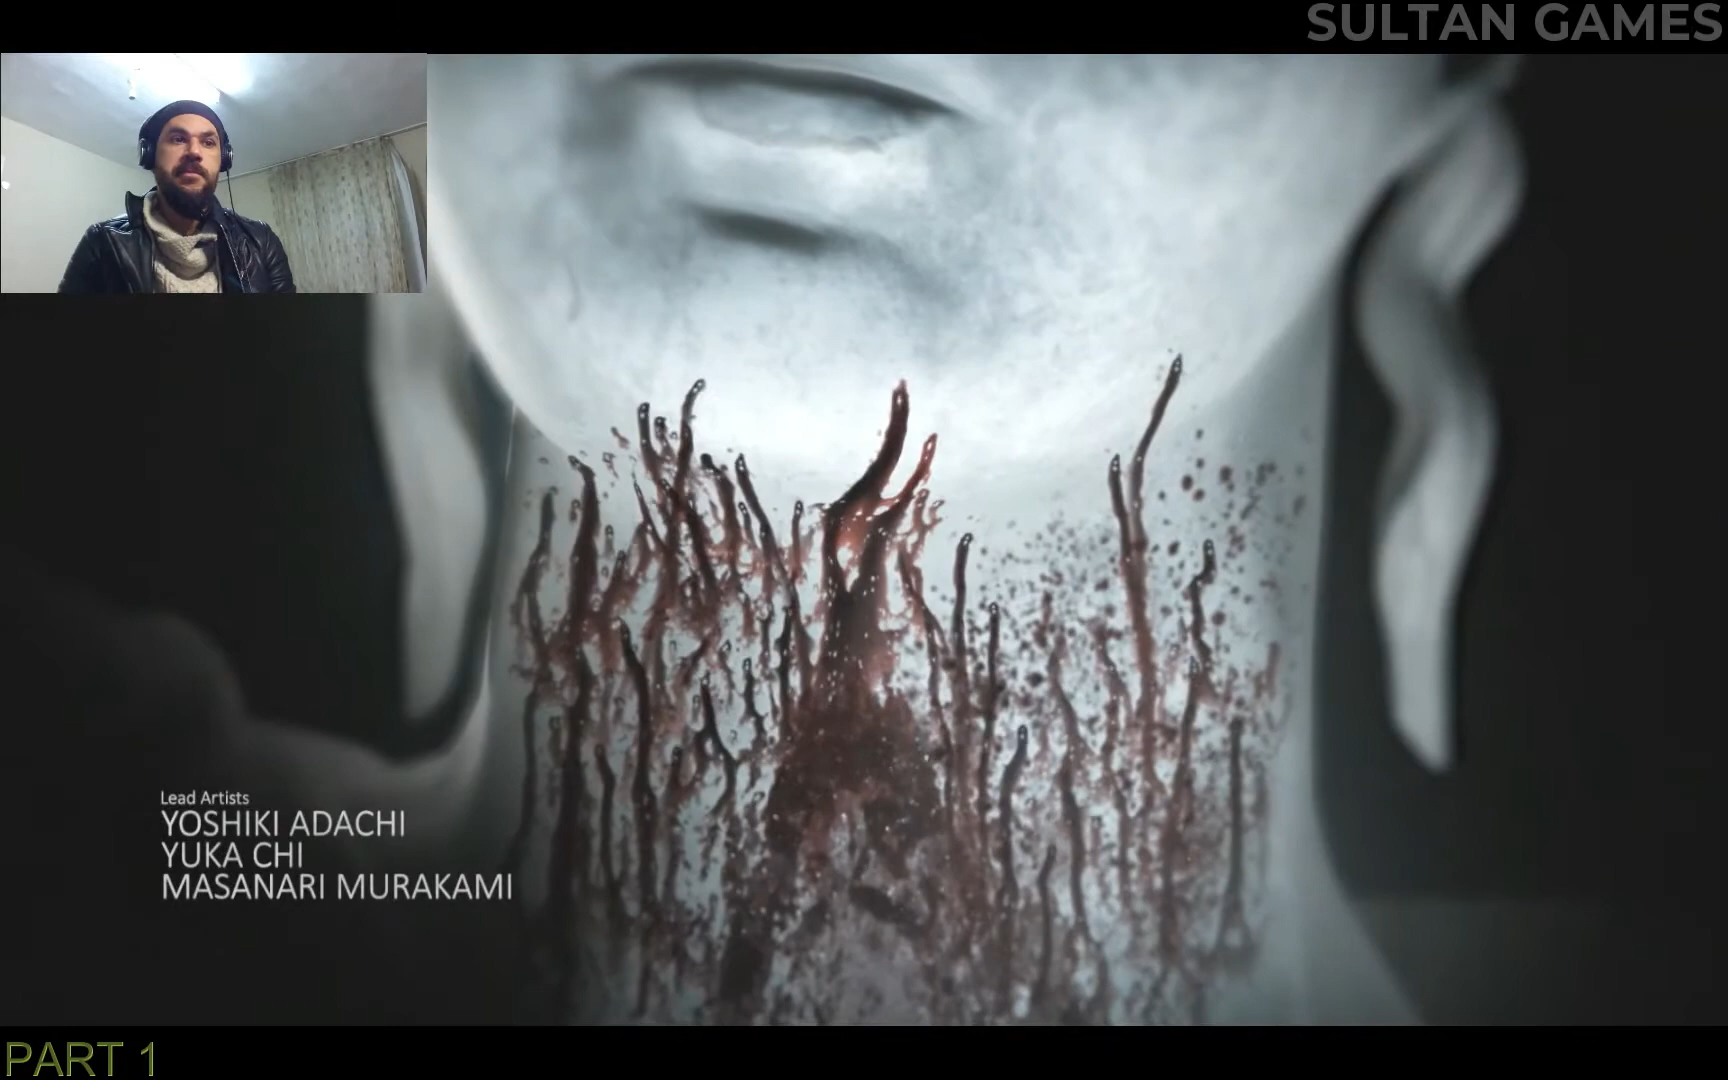 SULTAN GAMES
Lead Artists
YOSHIKI ADACHI
YUKA CHI
MASANARI MURAKAMI
PART 1